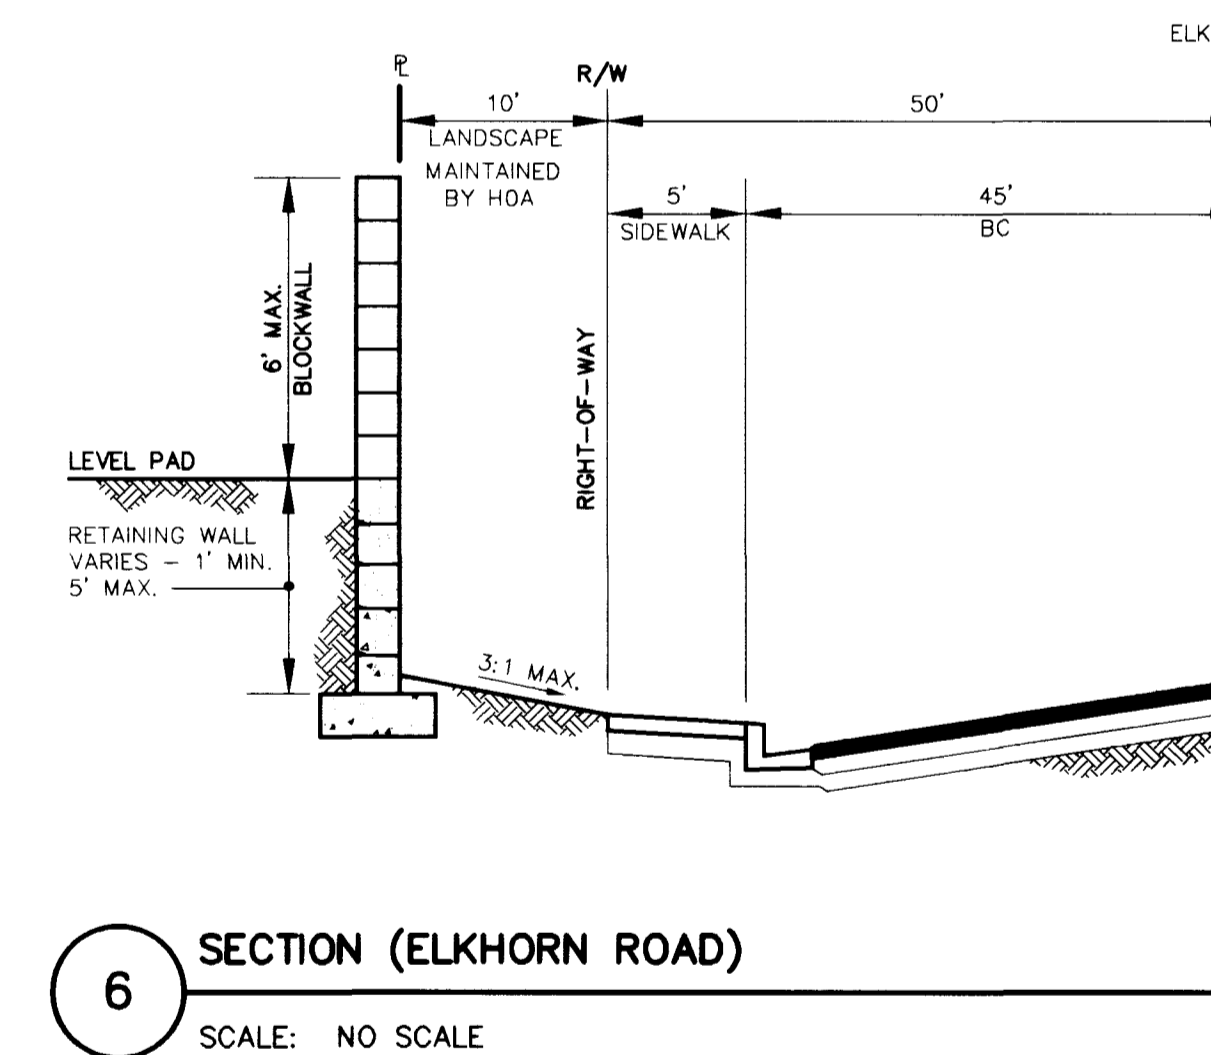 ELK
℄
R/W
10'
50'
LANDSCAPE
MAINTAINED
BY HOA
5'
45'
SIDEWALK
BC
6' MAX.
BLOCKWALL
RIGHT-OF-WAY
LEVEL PAD
RETAINING WALL
VARIES – 1' MIN.
5' MAX.
3:1 MAX.
6
SECTION (ELKHORN ROAD)
SCALE: NO SCALE